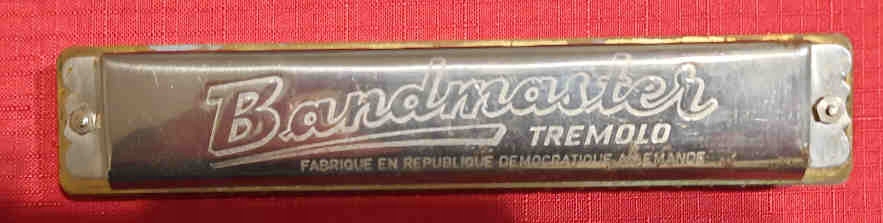 Bandmaster
TREMOLO
FABRIQUE EN REPUBLIQUE DEMOCRATIQUE ALLEMANDE